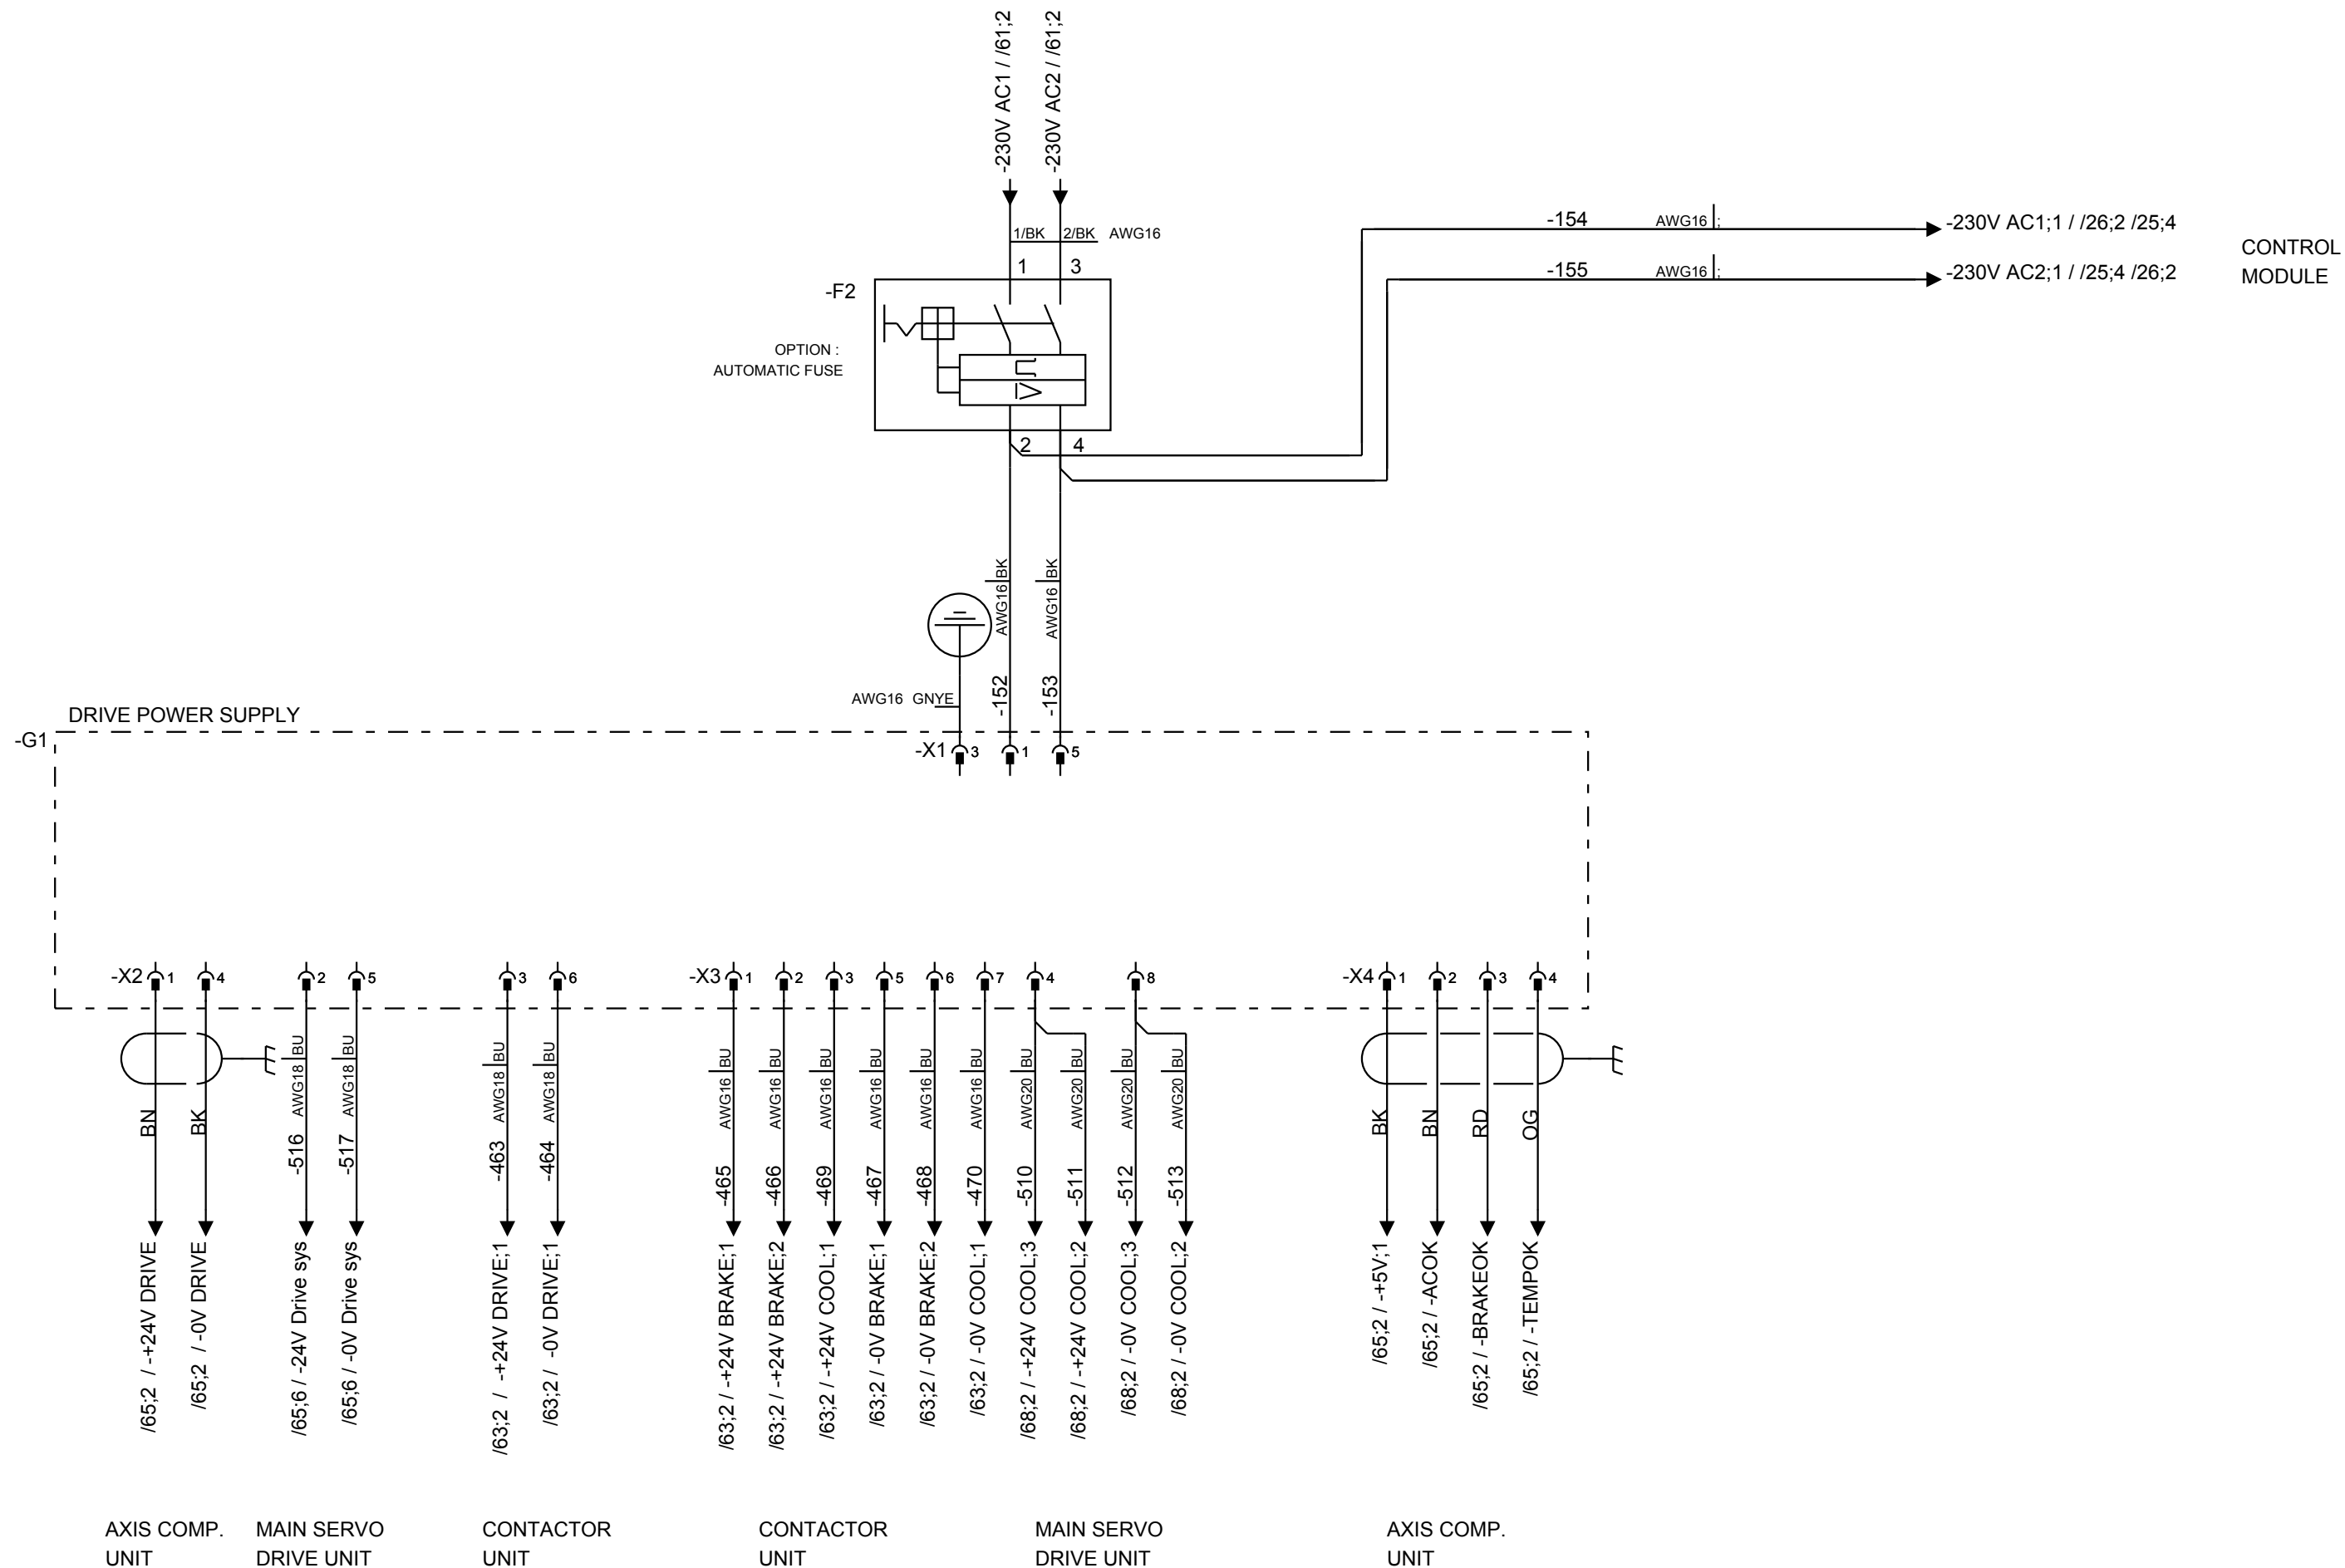 -230V AC1 / /61;2
-230V AC2 / /61;2
1/BK
2/BK
AWG16
1
3
-F2
OPTION :
AUTOMATIC FUSE
2
4
-154
AWG16
;
-230V AC1;1 / /26;2 /25;4
-155
AWG16
;
-230V AC2;1 / /25;4 /26;2
CONTROL
MODULE
AWG16 BK
AWG16 BK
AWG16 GNYE
-152
-153
DRIVE POWER SUPPLY
-G1
-X1
3
1
5
-X2
1
4
2
5
3
6
-X3
1
2
3
5
6
7
4
8
-X4
1
2
3
4
BN
BK
AWG18 BU
AWG18 BU
AWG18 BU
AWG18 BU
AWG16 BU
AWG16 BU
AWG16 BU
AWG16 BU
AWG16 BU
AWG16 BU
AWG20 BU
AWG20 BU
AWG20 BU
AWG20 BU
BK
BN
RD
OG
-516
-517
-463
-464
-465
-466
-469
-467
-468
-470
-510
-511
-512
-513
/65;2 / -+24V DRIVE
/65;2 / -0V DRIVE
/65;6 / -24V Drive sys
/65;6 / -0V Drive sys
/63;2 / -+24V DRIVE;1
/63;2 / -0V DRIVE;1
/63;2 / -+24V BRAKE;1
/63;2 / -+24V BRAKE;2
/63;2 / -+24V COOL;1
/63;2 / -0V BRAKE;1
/63;2 / -0V BRAKE;2
/63;2 / -0V COOL;1
/68;2 / -+24V COOL;3
/68;2 / -+24V COOL;2
/68;2 / -0V COOL;3
/68;2 / -0V COOL;2
/65;2 / -+5V;1
/65;2 / -ACOK
/65;2 / -BRAKEOK
/65;2 / -TEMPOK
AXIS COMP.
UNIT
MAIN SERVO
DRIVE UNIT
CONTACTOR
UNIT
CONTACTOR
UNIT
MAIN SERVO
DRIVE UNIT
AXIS COMP.
UNIT